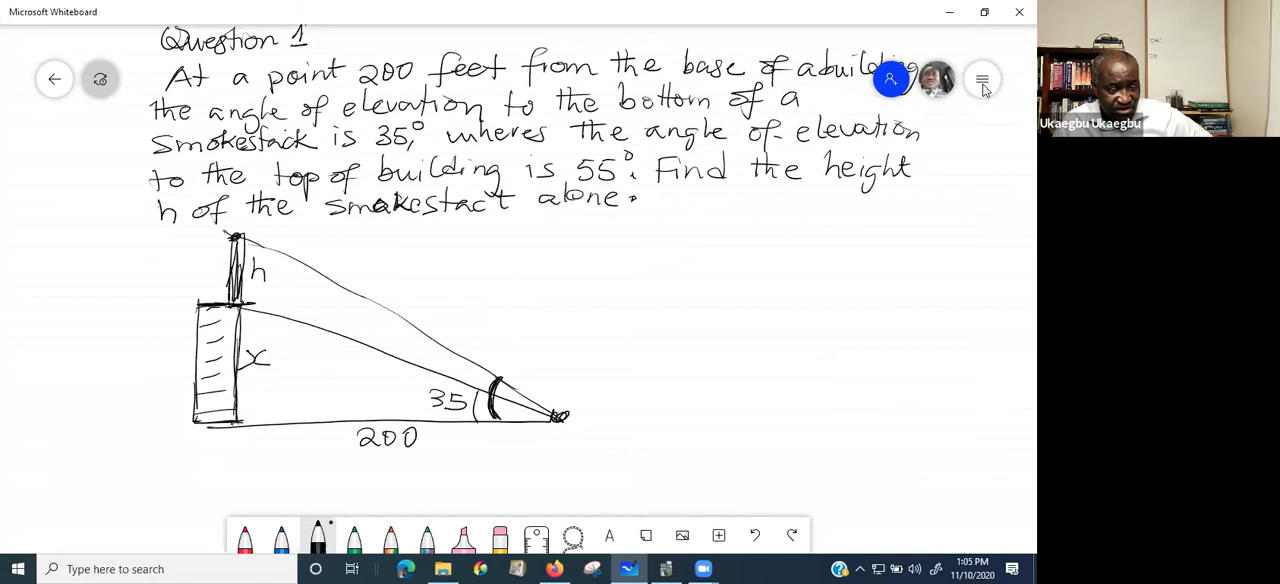 Microsoft Whiteboard
Question 1
At a point 200 feet from the base of a building
the angle of elevation to the bottom of a
smokestack is 35°, wheres the angle of elevation
to the top of building is 55°. Find the height
h of the smokestact alone.
Ukaegbu Ukaegbu
h
x
35
200
A
Type here to search
1:05 PM
11/10/2020